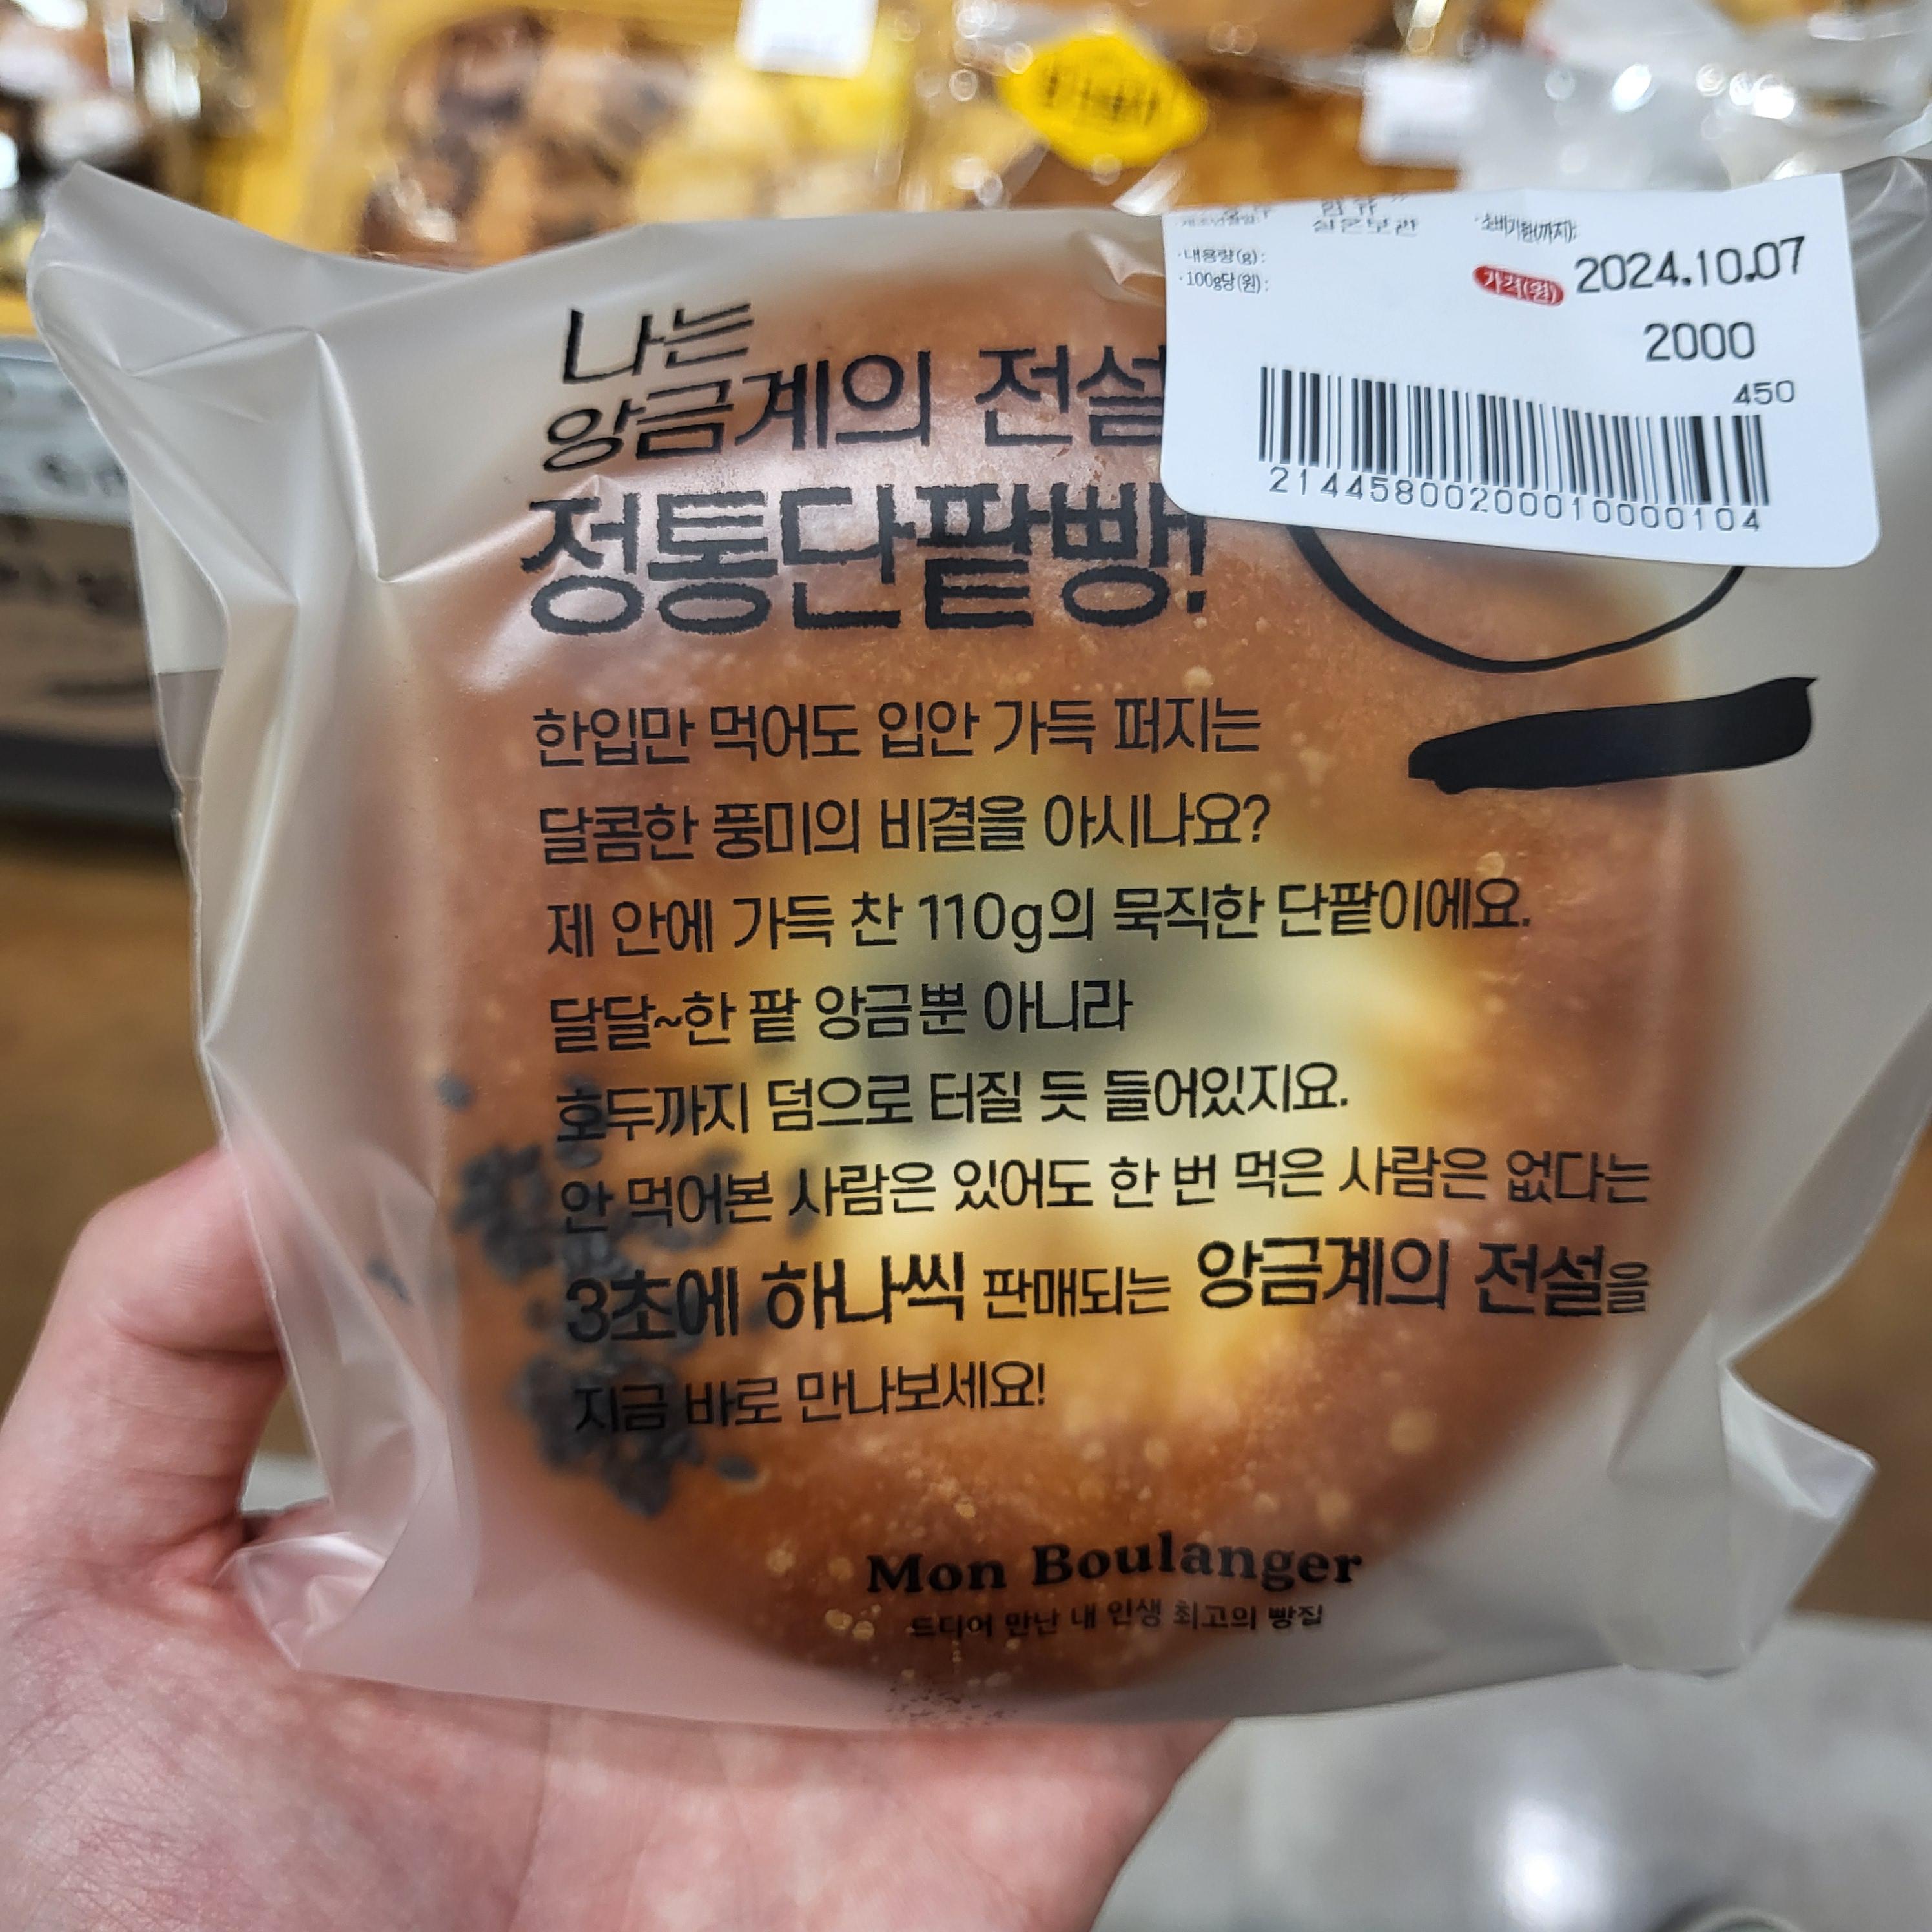 나는
앙금계의 전설
정통단팥빵!
실온보관
·소비기한(까지):
·내용량(g):
·100g당(원):
가격(원)
2024.10.07
2000
450
21445800200010000104
한입만 먹어도 입안 가득 퍼지는
달콤한 풍미의 비결을 아시나요?
제 안에 가득 찬 110g의 묵직한 단팥이에요.
달달~한 팥 앙금뿐 아니라
호두까지 덤으로 터질 듯 들어있지요.
안 먹어본 사람은 있어도 한 번 먹은 사람은 없다는
3초에 하나씩 판매되는 앙금계의 전설을
지금 바로 만나보세요!
Mon Boulanger
드디어 만난 내 인생 최고의 빵집